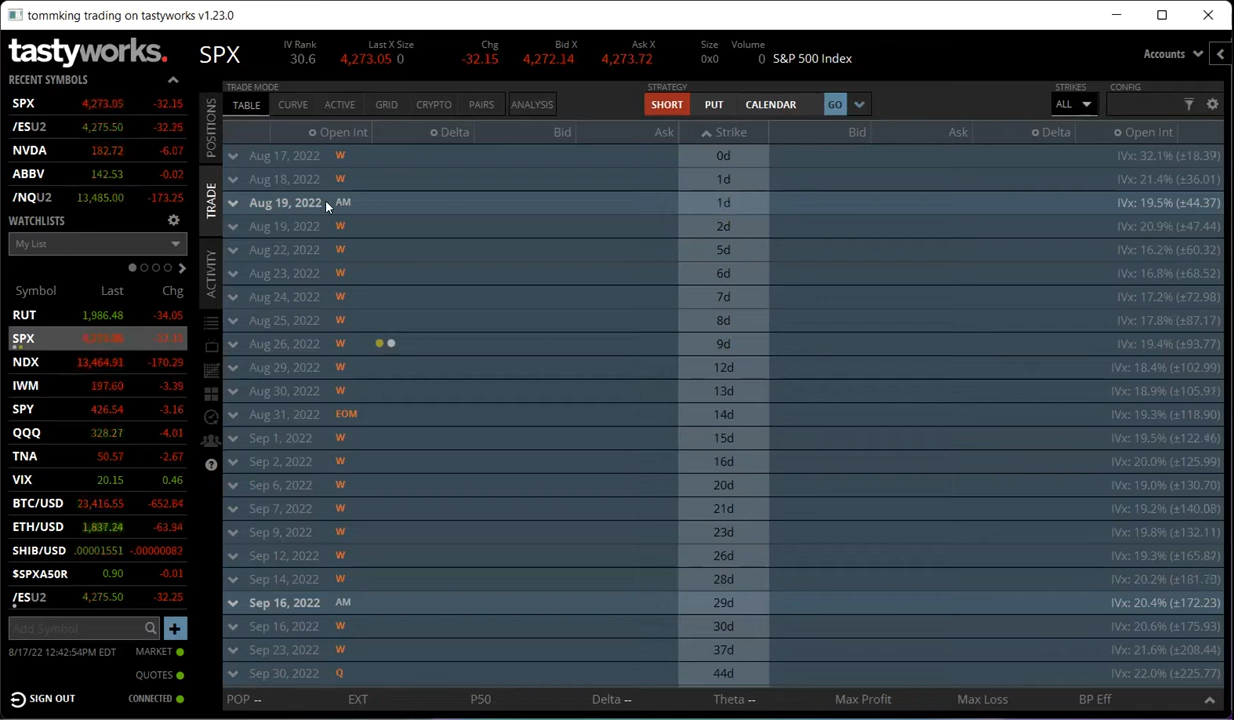 tommking trading on tastyworks v1.23.0
tastyworks.
SPX
IV Rank
30.6
Last X Size
4,273.05 0
Chg
-32.15
Bid X
4,272.14
Ask X
4,273.72
Size
0x0
Volume
0
S&P 500 Index
Accounts
RECENT SYMBOLS
SPX 4,273.05 -32.15
/ESU2 4,275.50 -32.25
NVDA 182.72 -6.07
ABBV 142.53 -0.02
/NQU2 13,485.00 -173.25
WATCHLISTS
My List
Symbol Last Chg
RUT 1,986.48 -34.05
SPX
NDX 13,464.91 -170.29
IWM 197.60 -3.39
SPY 426.54 -3.16
QQQ 328.27 -4.01
TNA 50.57 -2.67
VIX 20.15 0.46
BTC/USD 23,416.55 -652.84
ETH/USD 1,837.24 -63.94
SHIB/USD .00001551 -.00000082
$SPXA50R 0.90 -0.01
/ESU2 4,275.50 -32.25
Add Symbol
8/17/22 12:42:54PM EDT MARKET
QUOTES
SIGN OUT CONNECTED
POSITIONS
TRADE
ACTIVITY
TRADE MODE
TABLE CURVE ACTIVE GRID CRYPTO PAIRS ANALYSIS
STRATEGY
SHORT PUT CALENDAR GO
STRIKES
ALL
CONFIG
Open Int Delta Bid Ask Strike Bid Ask Delta Open Int
Aug 17, 2022 W 0d IVx: 32.1% (±18.39)
Aug 18, 2022 W 1d IVx: 21.4% (±36.01)
Aug 19, 2022 AM 1d IVx: 19.5% (±44.37)
Aug 19, 2022 W 2d IVx: 20.9% (±47.44)
Aug 22, 2022 W 5d IVx: 16.2% (±60.32)
Aug 23, 2022 W 6d IVx: 16.8% (±68.52)
Aug 24, 2022 W 7d IVx: 17.2% (±72.98)
Aug 25, 2022 W 8d IVx: 17.8% (±87.17)
Aug 26, 2022 W 9d IVx: 19.4% (±93.77)
Aug 29, 2022 W 12d IVx: 18.4% (±102.99)
Aug 30, 2022 W 13d IVx: 18.9% (±105.92)
Aug 31, 2022 EOM 14d IVx: 19.3% (±118.90)
Sep 1, 2022 W 15d IVx: 19.5% (±122.46)
Sep 2, 2022 W 16d IVx: 20.0% (±125.99)
Sep 6, 2022 W 20d IVx: 19.0% (±130.70)
Sep 7, 2022 W 21d IVx: 19.2% (±140.08)
Sep 9, 2022 W 23d IVx: 19.8% (±132.11)
Sep 12, 2022 W 26d IVx: 19.3% (±165.82)
Sep 14, 2022 W 28d IVx: 20.2%
Sep 16, 2022 AM 29d IVx: 20.4% (±172.23)
Sep 16, 2022 W 30d IVx: 20.6% (±175.93)
Sep 23, 2022 W 37d IVx: 21.6% (±208.44)
Sep 30, 2022 Q 44d IVx: 22.0% (±225.77)
POP -- EXT P50 Delta -- Theta -- Max Profit Max Loss BP Eff